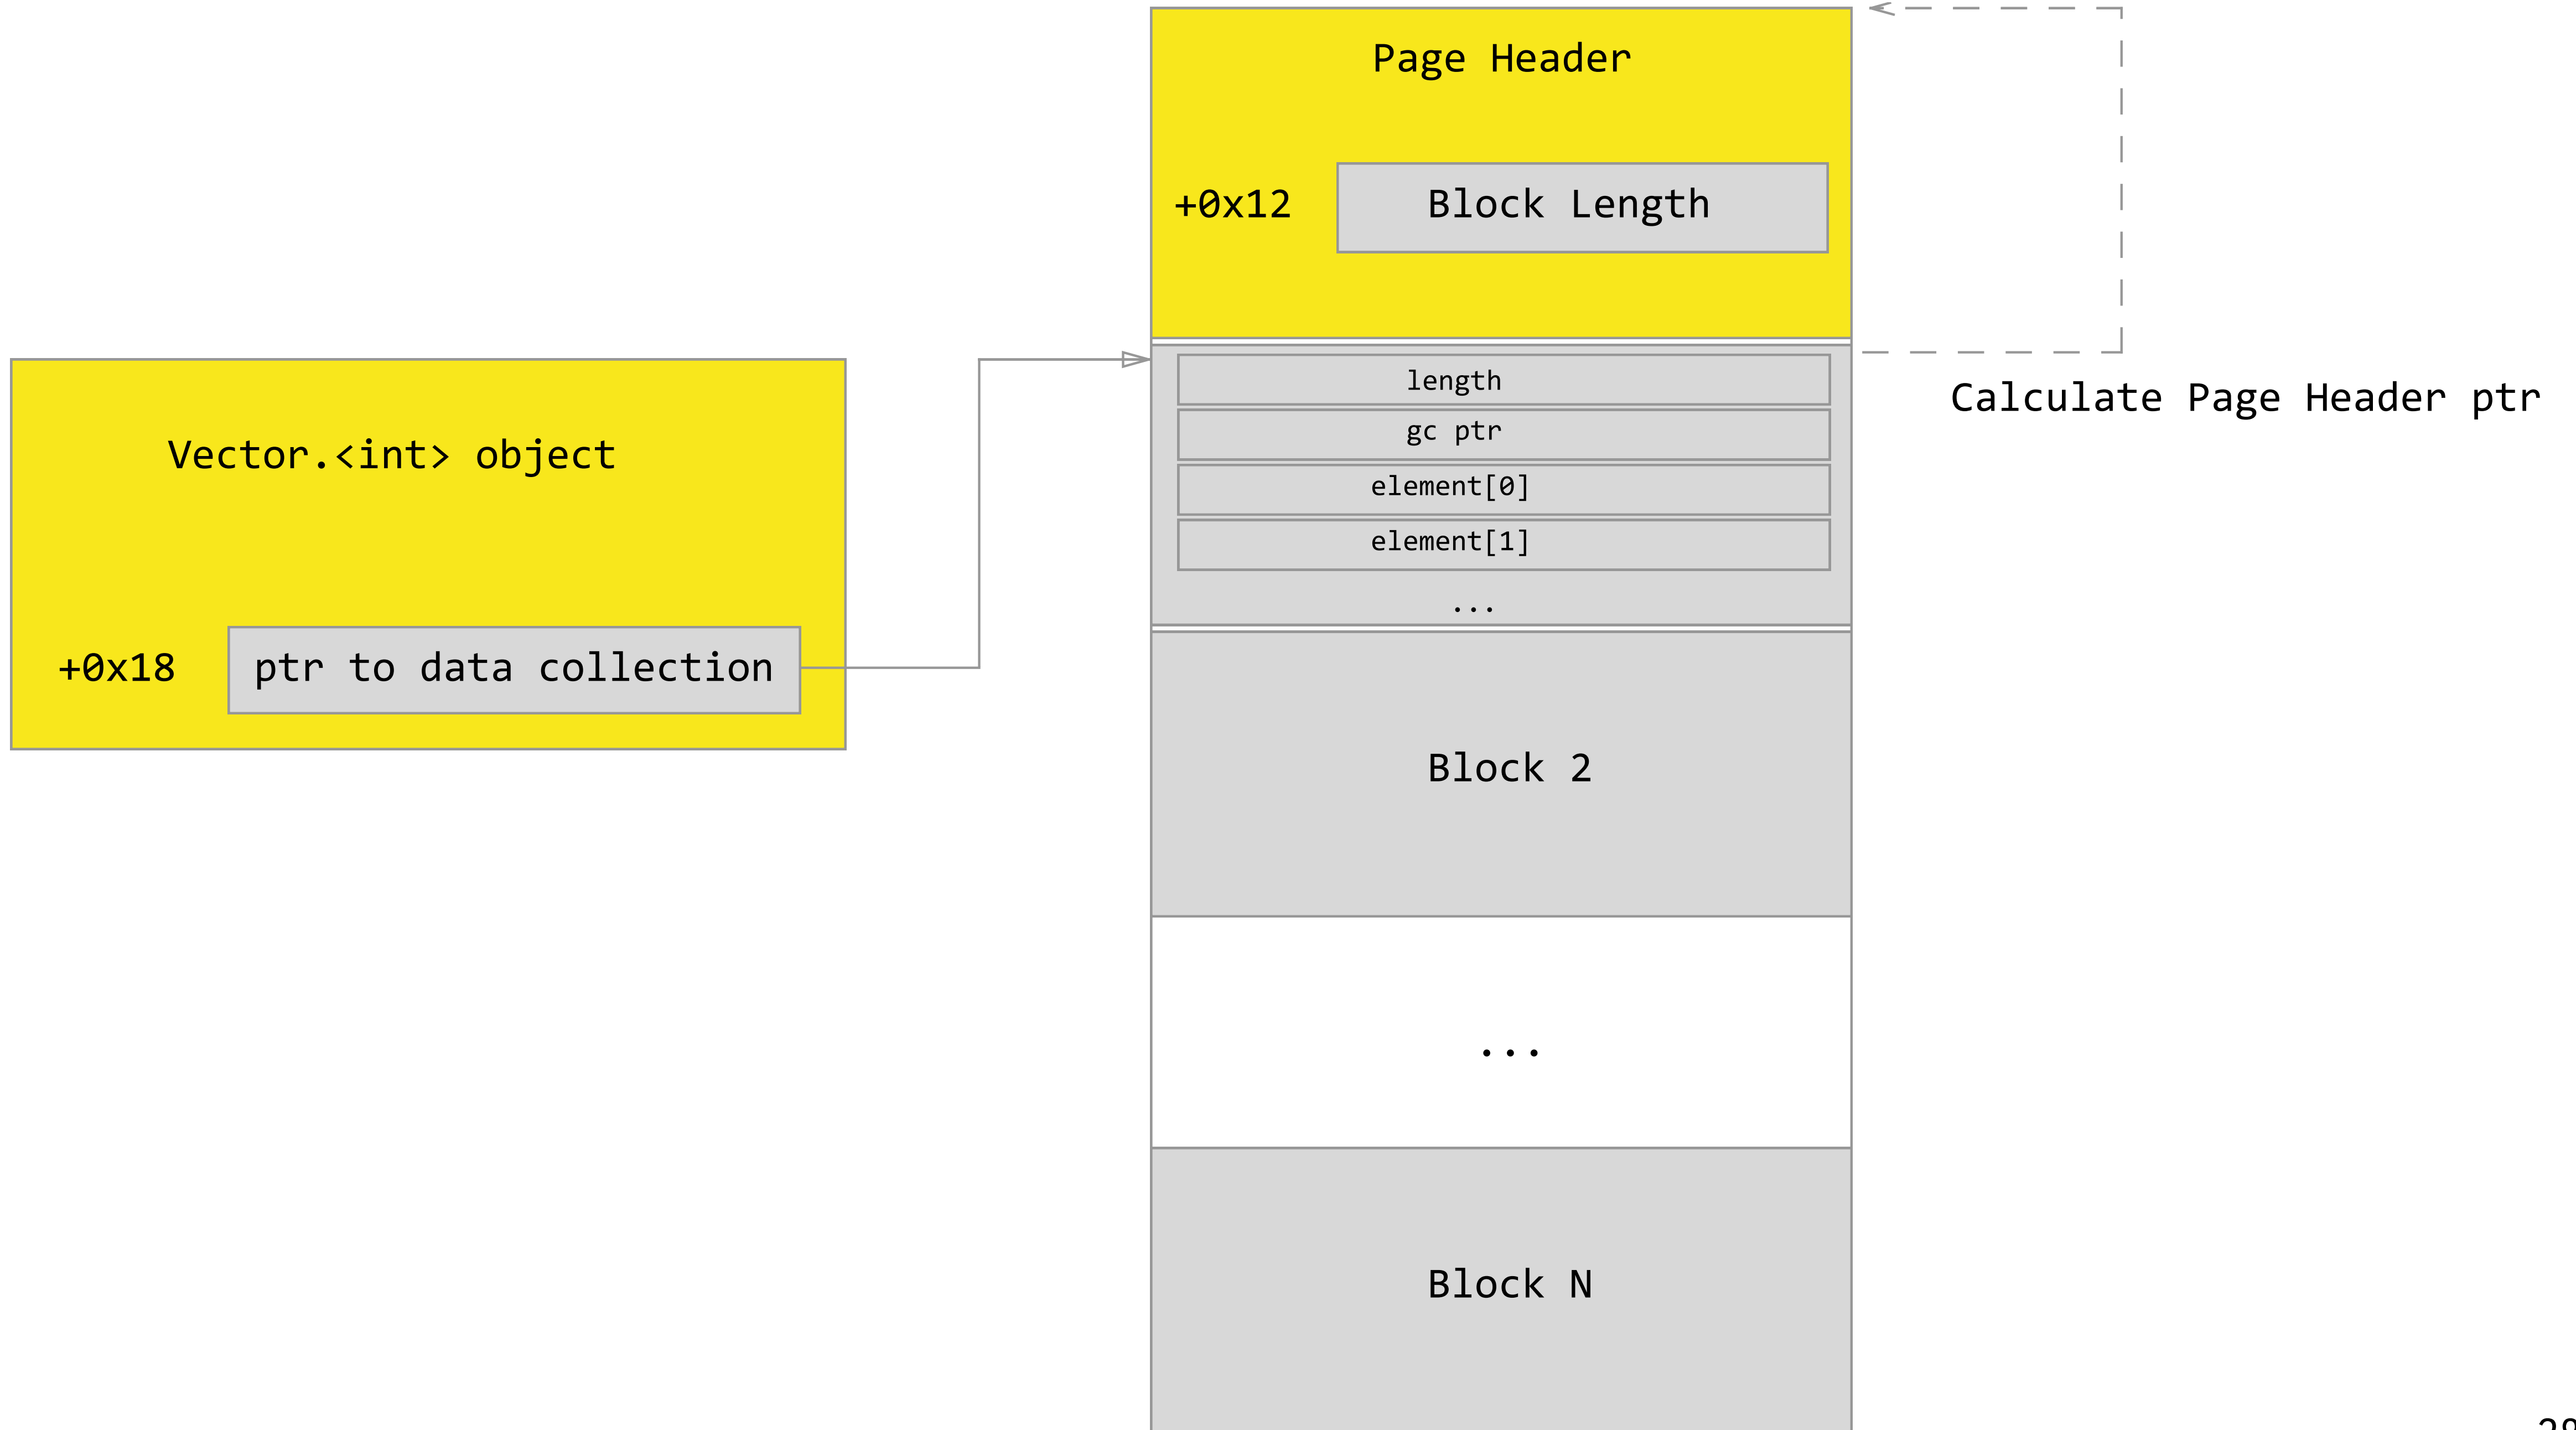 Page Header
+0x12 Block Length
length
gc ptr
element[0]
element[1]
...
Calculate Page Header ptr
Vector.<int> object
+0x18 ptr to data collection
Block 2
...
Block N